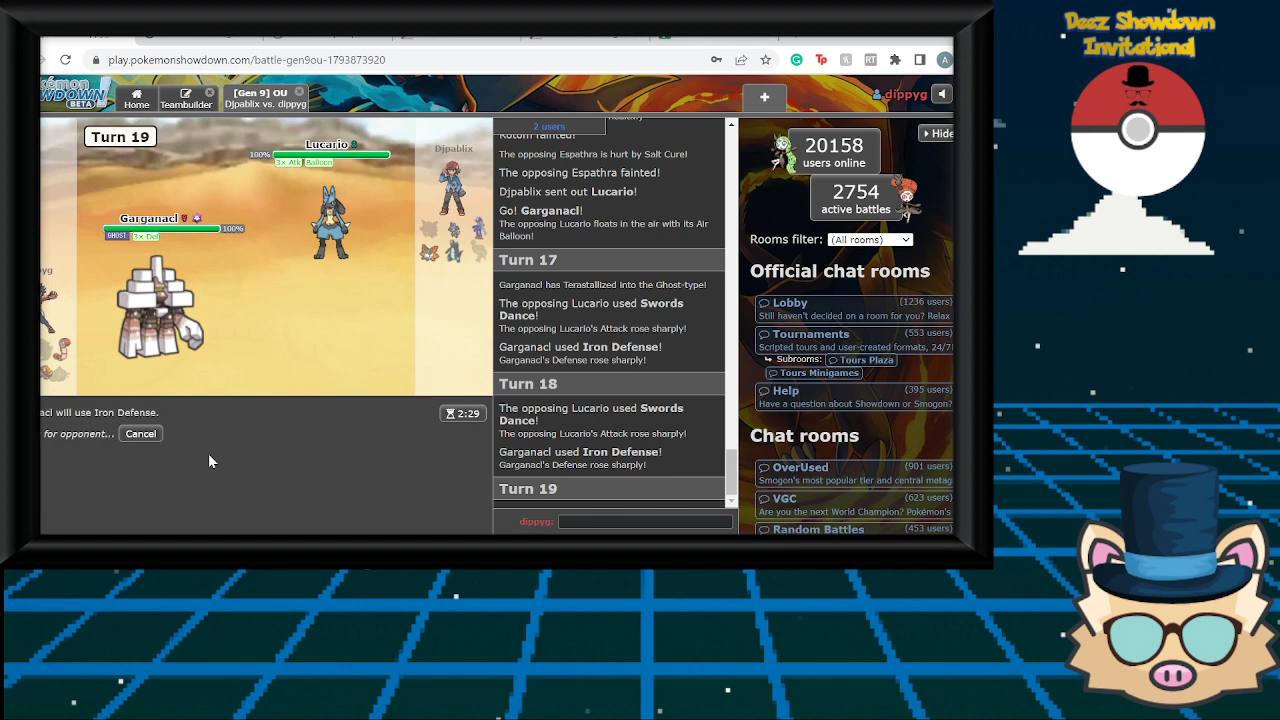 Deez Showdown
Invitational
play.pokemonshowdown.com/battle-gen9ou-1793873920
émon
WDOWN
BETA
Home
Teambuilder
[Gen 9] OU
Djpablix vs. dippyg
dippyg
Turn 19
Lucario
100%
3x Atk Balloon
Djpablix
Garganacl
100%
GHOST 3x Def
yg
acl will use Iron Defense.
2:29
for opponent... Cancel
2 users
Rotom fainted!
The opposing Espathra is hurt by Salt Cure!
The opposing Espathra fainted!
Djpablix sent out Lucario!
Go! Garganacl!
The opposing Lucario floats in the air with its Air
Balloon!
Turn 17
Garganacl has Terastallized into the Ghost-type!
The opposing Lucario used Swords
Dance!
The opposing Lucario's Attack rose sharply!
Garganacl used Iron Defense!
Garganacl's Defense rose sharply!
Turn 18
The opposing Lucario used Swords
Dance!
The opposing Lucario's Attack rose sharply!
Garganacl used Iron Defense!
Garganacl's Defense rose sharply!
Turn 19
dippyg:
Hide
20158
users online
2754
active battles
Rooms filter: (All rooms)
Official chat rooms
Lobby (1236 users)
Still haven't decided on a room for you? Relax
Tournaments (553 users)
Scripted tours and user-created formats, 24/7
Subrooms: Tours Plaza
Tours Minigames
Help (395 users)
Have a question about Showdown or Smogon?
Chat rooms
OverUsed (901 users)
Smogon's most popular tier and central metag
VGC (623 users)
Are you the next World Champion? Pokémon's
Random Battles (453 users)